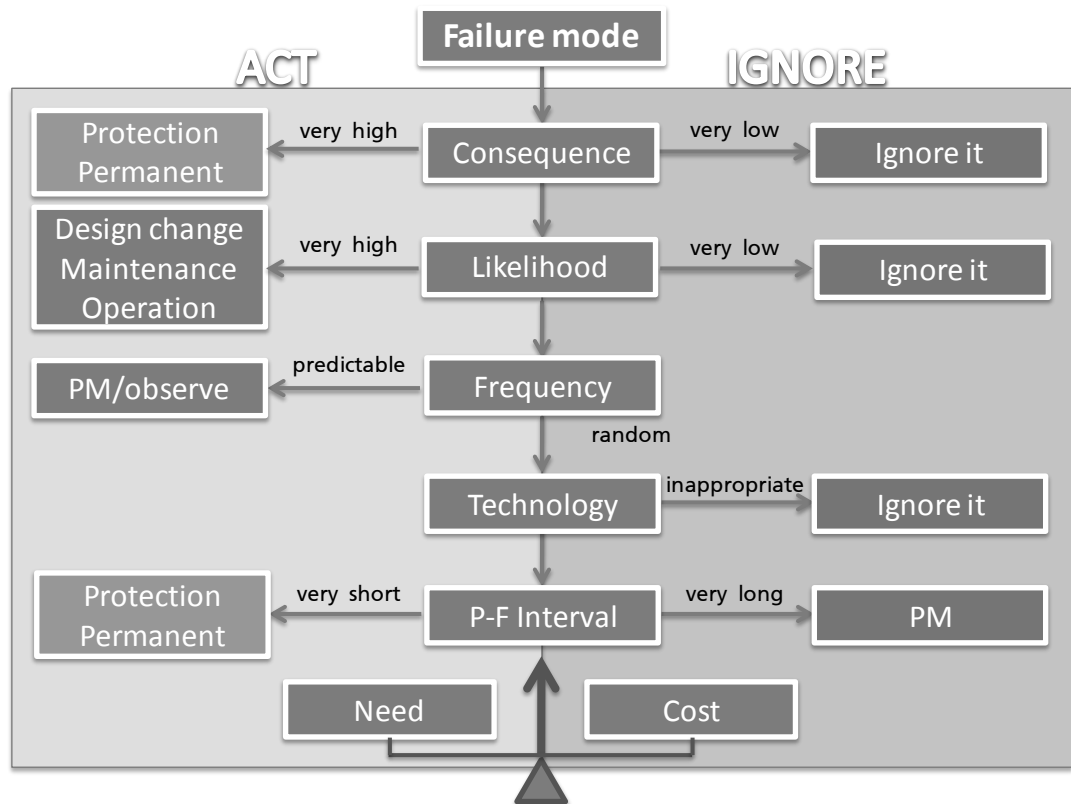 Failure mode
ACT
IGNORE
Protection
Permanent
very high
Consequence
very low
Ignore it
Design change
Maintenance
Operation
very high
Likelihood
very low
Ignore it
PM/observe
predictable
Frequency
random
Technology
inappropriate
Ignore it
Protection
Permanent
very short
P-F Interval
very long
PM
Need
Cost